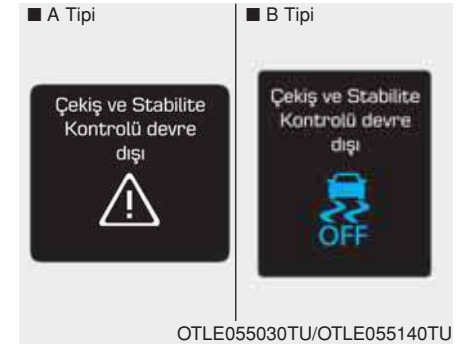 ■ A Tipi
Çekiş ve Stabilite
Kontrolü devre
dışı
■ B Tipi
Çekiş ve Stabilite
Kontrolü devre
dışı
OFF
OTLE055030TU/OTLE055140TU